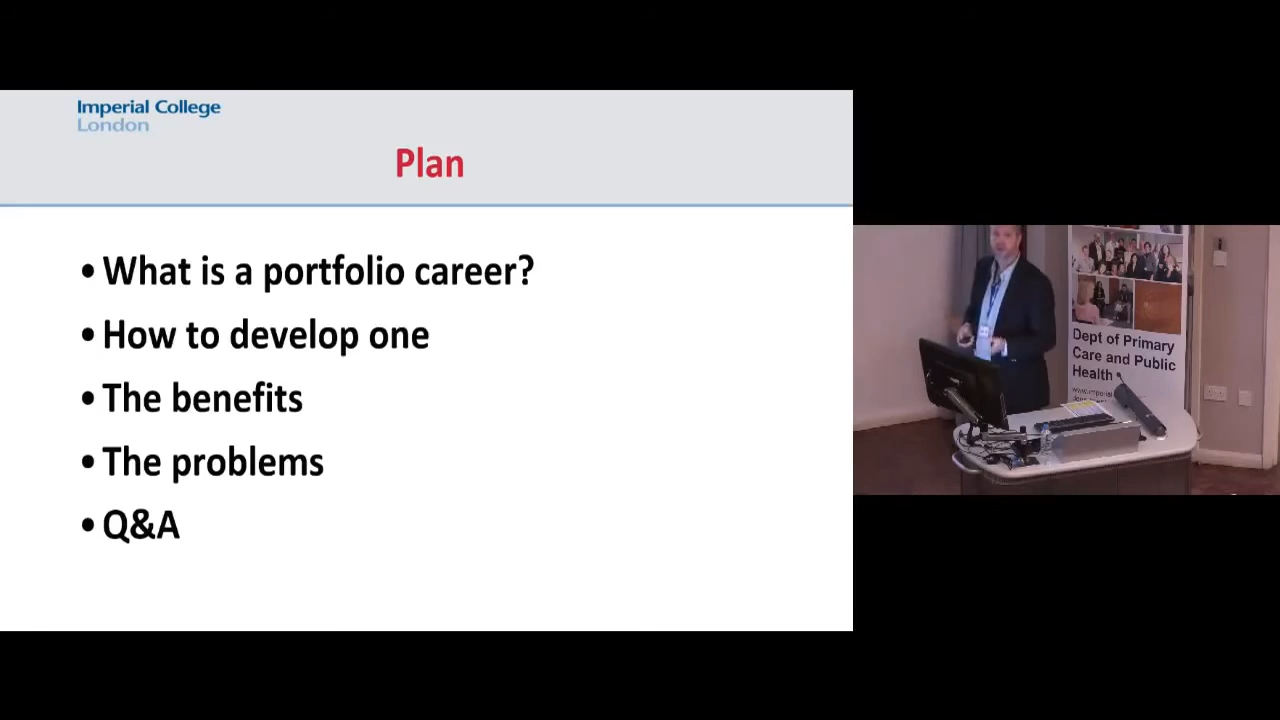 Imperial College
London
Plan
• What is a portfolio career?
• How to develop one
• The benefits
• The problems
• Q&A
Dept of Primary
Care and Public
Health